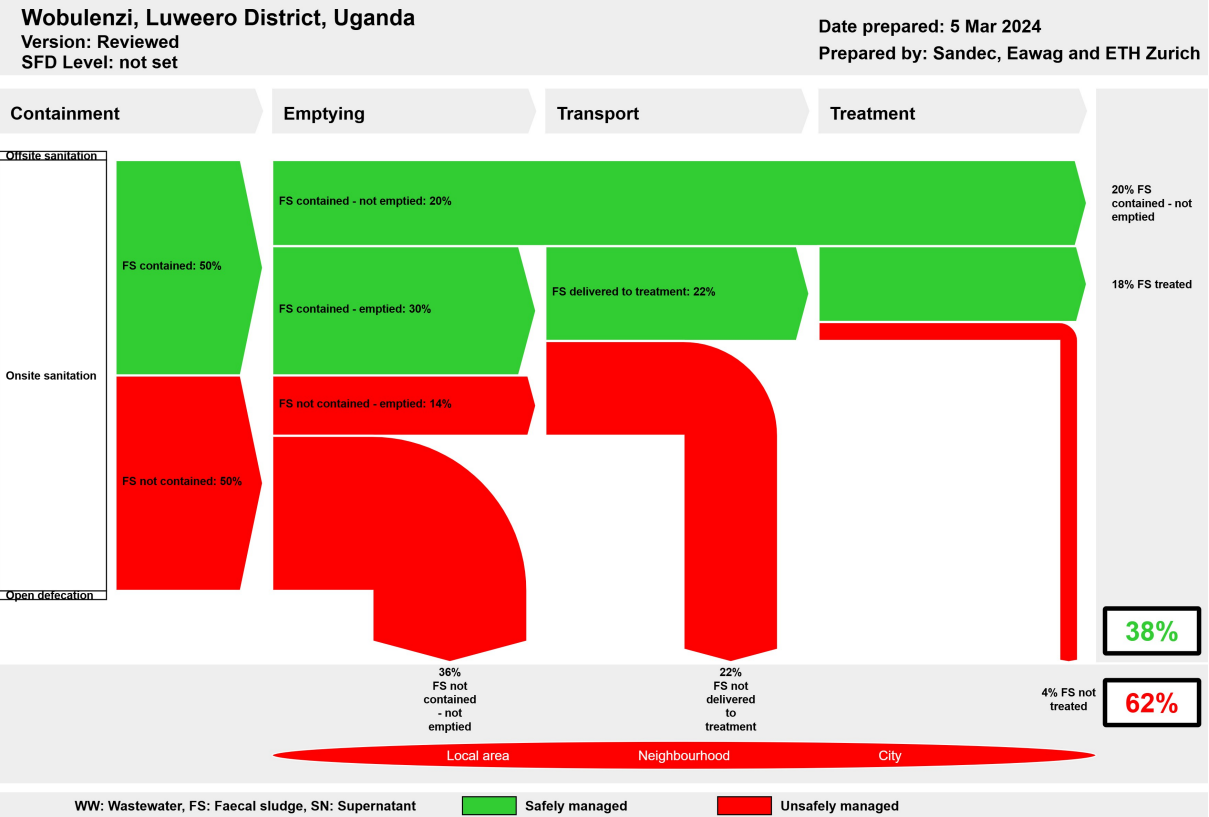 Wobulenzi, Luweero District, Uganda
Version: Reviewed
SFD Level: not set
Date prepared: 5 Mar 2024
Prepared by: Sandec, Eawag and ETH Zurich
Containment
Emptying
Transport
Treatment
Offsite sanitation
Onsite sanitation
Open defecation
FS contained: 50%
FS not contained: 50%
FS contained - not emptied: 20%
FS contained - emptied: 30%
FS not contained - emptied: 14%
FS delivered to treatment: 22%
20% FS
contained - not
emptied
18% FS treated
38%
36%
FS not
contained
- not
emptied
22%
FS not
delivered
to
treatment
4% FS not
treated
62%
Local area
Neighbourhood
City
WW: Wastewater, FS: Faecal sludge, SN: Supernatant
Safely managed
Unsafely managed